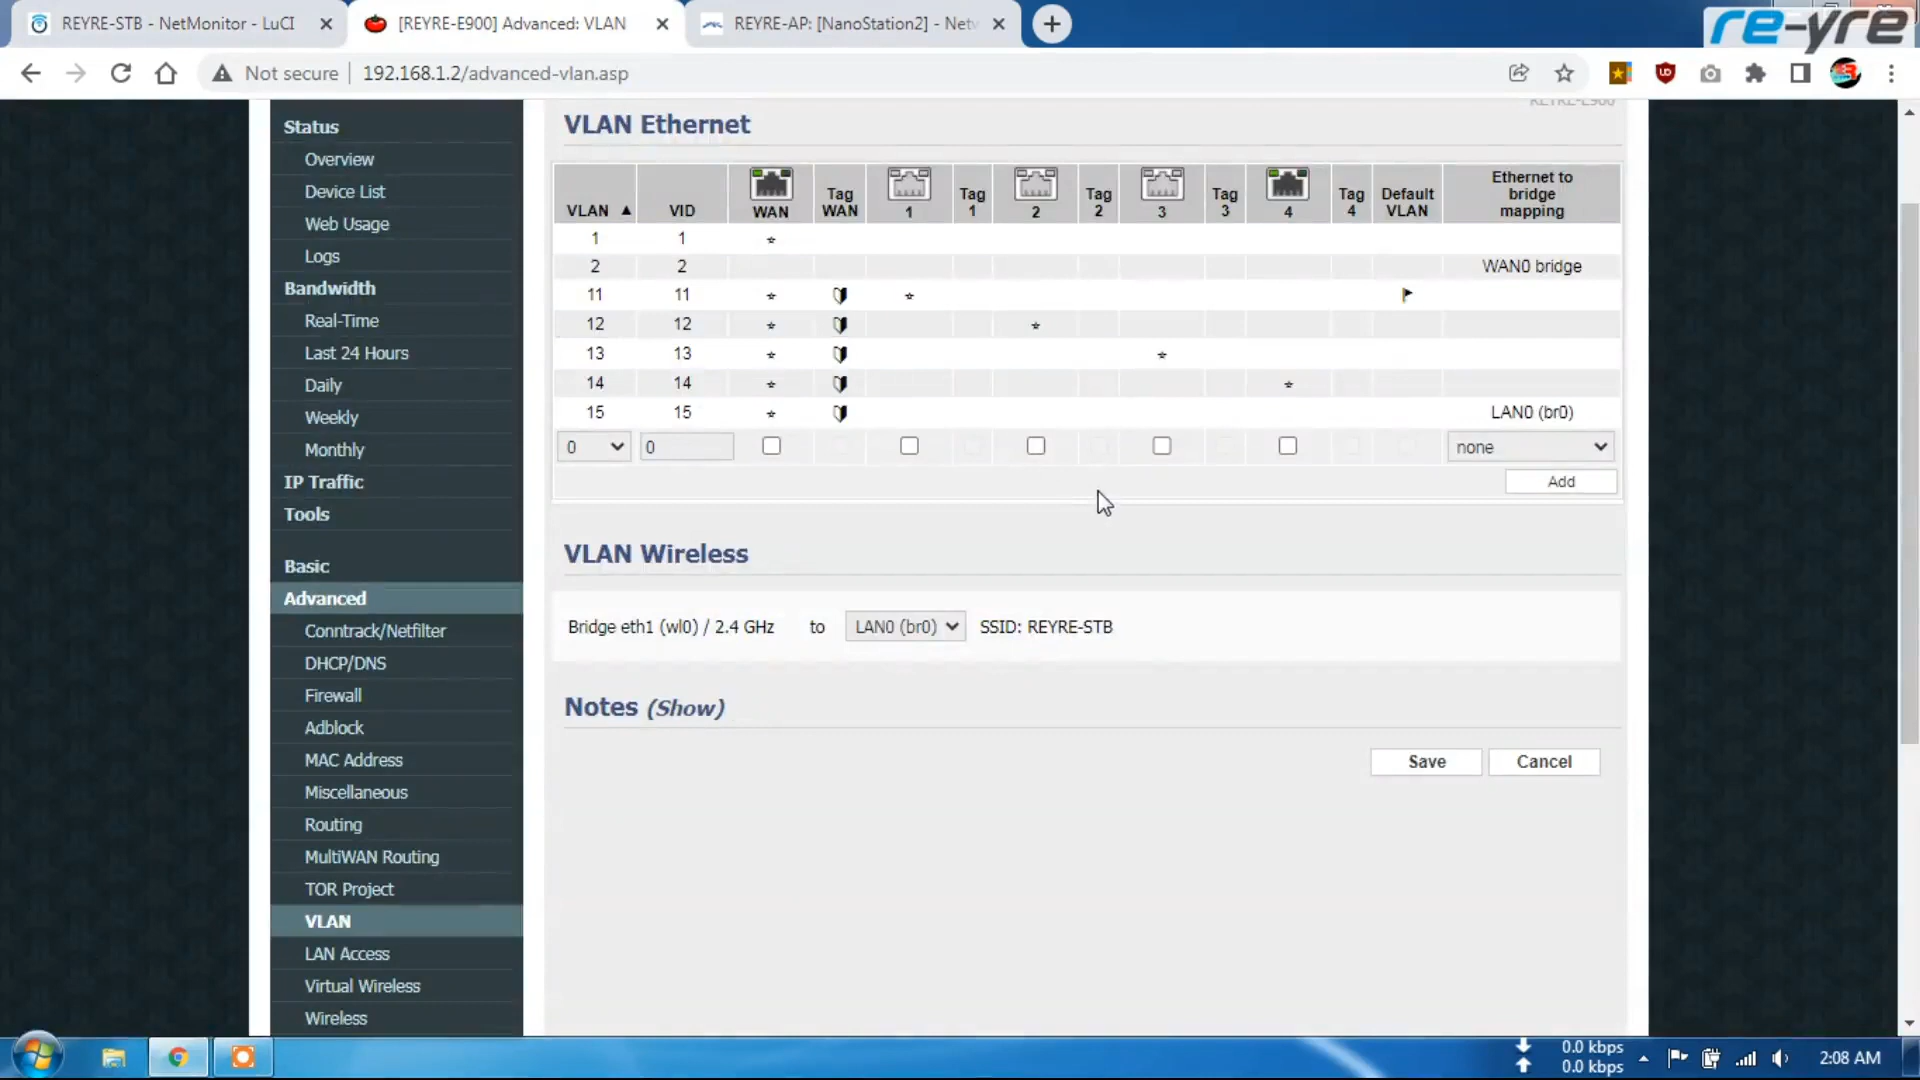 REYRE-STB - NetMonitor - LuCI
[REYRE-E900] Advanced: VLAN
REYRE-AP: [NanoStation2] - Netw
re-yre
Not secure
192.168.1.2/advanced-vlan.asp
REYRE-E900
Status
Overview
Device List
Web Usage
Logs
Bandwidth
Real-Time
Last 24 Hours
Daily
Weekly
Monthly
IP Traffic
Tools
Basic
Advanced
Conntrack/Netfilter
DHCP/DNS
Firewall
Adblock
MAC Address
Miscellaneous
Routing
MultiWAN Routing
TOR Project
VLAN
LAN Access
Virtual Wireless
Wireless
VLAN Ethernet
VLAN ▲ VID WAN Tag WAN 1 Tag 1 2 Tag 2 3 Tag 3 4 Tag 4 Default VLAN Ethernet to bridge mapping
1 1 *
2 2 WAN0 bridge
11 11 * *
12 12 * *
13 13 * *
14 14 * *
15 15 * LAN0 (br0)
0 0 none
Add
VLAN Wireless
Bridge eth1 (wl0) / 2.4 GHz to LAN0 (br0) SSID: REYRE-STB
Notes (Show)
Save Cancel
0.0 kbps
0.0 kbps
2:08 AM